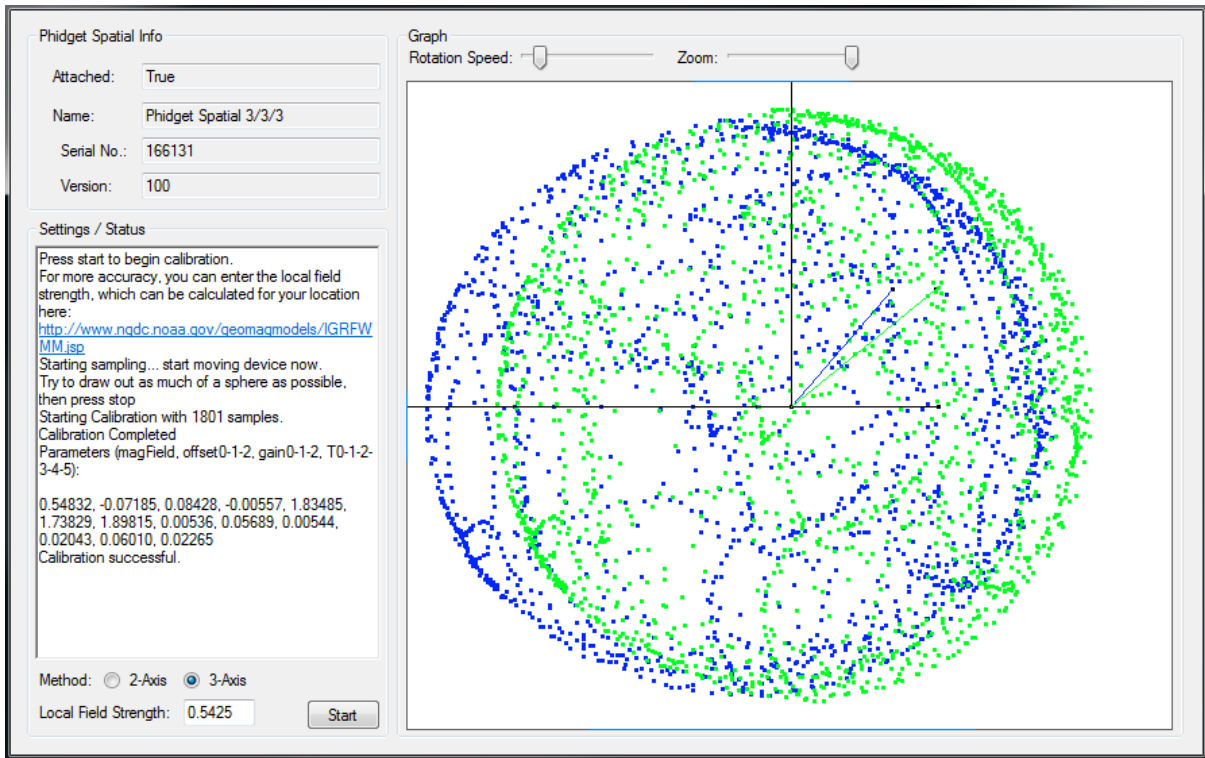 Phidget Spatial Info
Attached: True
Name: Phidget Spatial 3/3/3
Serial No.: 166131
Version: 100
Settings / Status
Press start to begin calibration.
For more accuracy, you can enter the local field
strength, which can be calculated for your location
here:
http://www.ngdc.noaa.gov/geomagmodels/IGRFW
MM.jsp
Starting sampling... start moving device now.
Try to draw out as much of a sphere as possible,
then press stop
Starting Calibration with 1801 samples.
Calibration Completed
Parameters (magField, offset0-1-2, gain0-1-2, T0-1-2-
3-4-5):
0.54832, -0.07185, 0.08428, -0.00557, 1.83485,
1.73829, 1.89815, 0.00536, 0.05689, 0.00544,
0.02043, 0.06010, 0.02265
Calibration successful.
Method: 2-Axis 3-Axis
Local Field Strength: 0.5425 Start
Graph
Rotation Speed: Zoom: